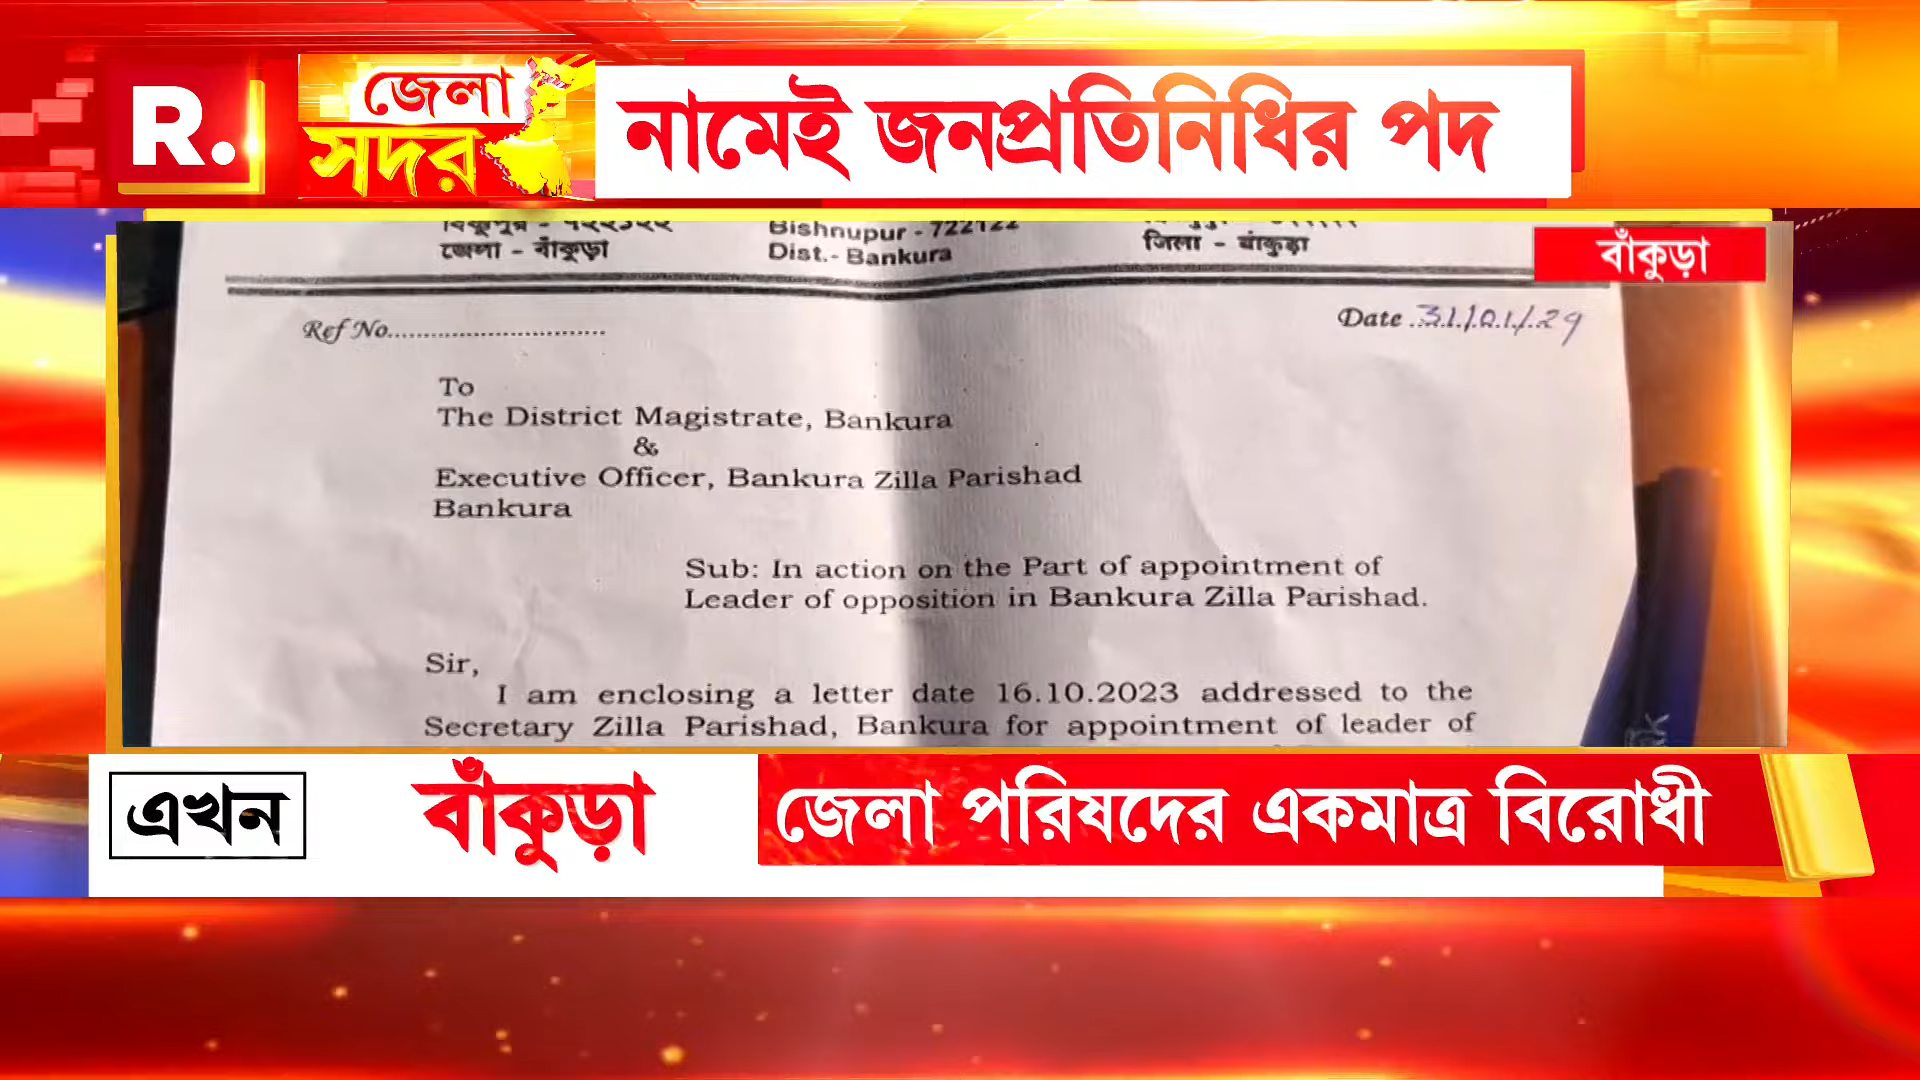 R.
জেলা
সদর
নামেই জনপ্রতিনিধির পদ
বাঁকুড়া
বিষ্ণুপুর - ৭২২১২২
জেলা - বাঁকুড়া
Bishnupur - 722122
Dist.- Bankura
जिला - बांकुड़ा
Ref No.
Date 31/01/24
To
The District Magistrate, Bankura
&
Executive Officer, Bankura Zilla Parishad
Bankura
Sub: In action on the Part of appointment of
Leader of opposition in Bankura Zilla Parishad.
Sir,
I am enclosing a letter date 16.10.2023 addressed to the
Secretary Zilla Parishad, Bankura for appointment of leader of
এখন
বাঁকুড়া
জেলা পরিষদের একমাত্র বিরোধী